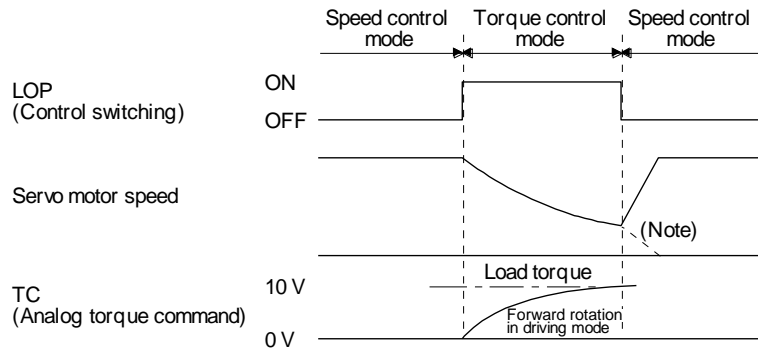 Speed control
mode
Torque control
mode
Speed control
mode
LOP
(Control switching)
ON
OFF
Servo motor speed
(Note)
TC
(Analog torque command)
10 V
0 V
Load torque
Forward rotation
in driving mode